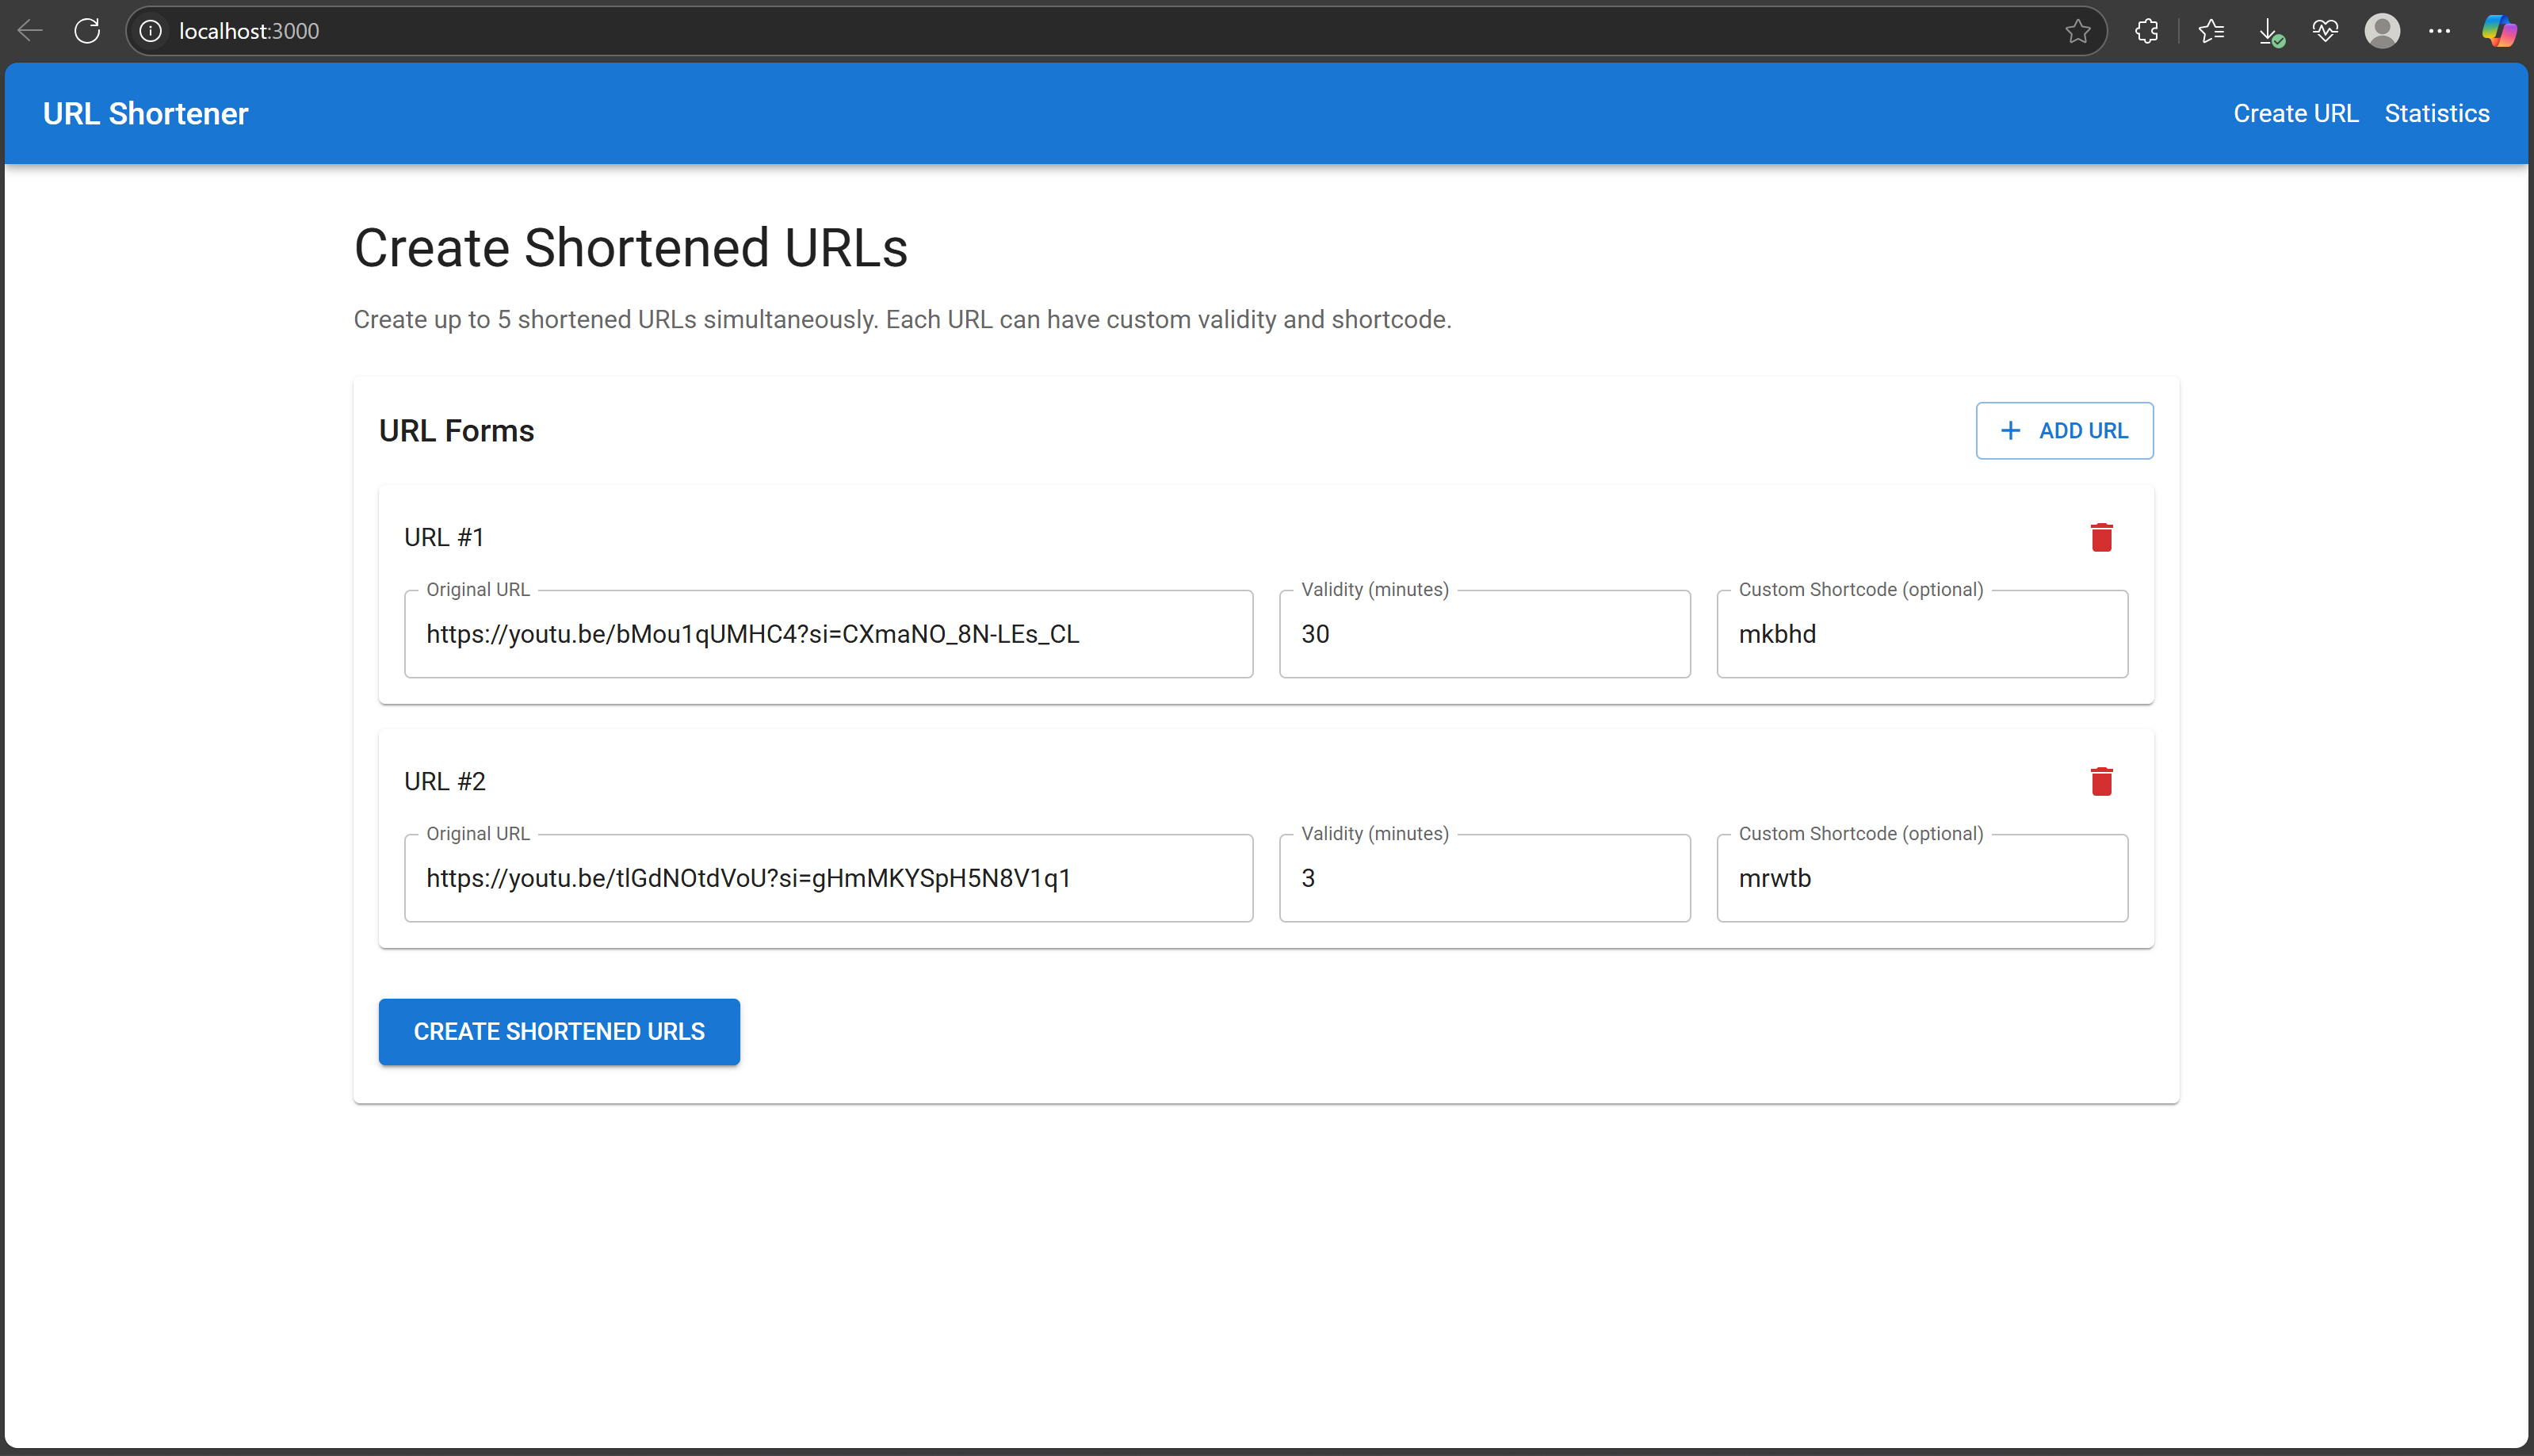 localhost:3000
URL Shortener
Create URL Statistics
Create Shortened URLs
Create up to 5 shortened URLs simultaneously. Each URL can have custom validity and shortcode.
URL Forms
ADD URL
URL #1
Original URL Validity (minutes) Custom Shortcode (optional)
https://youtu.be/bMou1qUMHC4?si=CXmaNO_8N-LEs_CL 30 mkbhd
URL #2
Original URL Validity (minutes) Custom Shortcode (optional)
https://youtu.be/tlGdNOtdVoU?si=gHmMKYSpH5N8V1q1 3 mrwtb
CREATE SHORTENED URLS